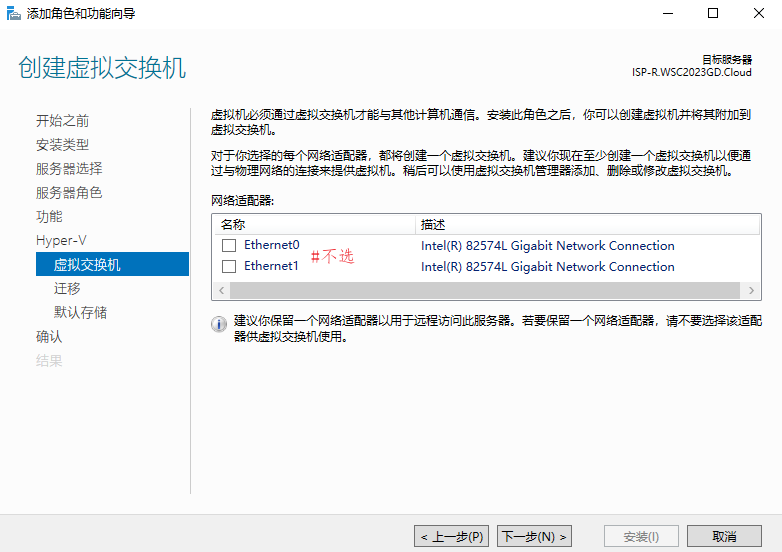 添加角色和功能向导
创建虚拟交换机
目标服务器
ISP-R.WSC2023GD.Cloud
开始之前
安装类型
服务器选择
服务器角色
功能
Hyper-V
虚拟交换机
迁移
默认存储
确认
结果
虚拟机必须通过虚拟交换机才能与其他计算机通信。安装此角色之后，你可以创建虚拟机并将其附加到
虚拟交换机。
对于你选择的每个网络适配器，都将创建一个虚拟交换机。建议你现在至少创建一个虚拟交换机以便通
过与物理网络的连接来提供虚拟机。稍后可以使用虚拟交换机管理器添加、删除或修改虚拟交换机。
网络适配器:
名称 描述
Ethernet0 Intel(R) 82574L Gigabit Network Connection
#不选
Ethernet1 Intel(R) 82574L Gigabit Network Connection
建议你保留一个网络适配器以用于远程访问此服务器。若要保留一个网络适配器，请不要选择该适配
器供虚拟交换机使用。
< 上一步(P) 下一步(N) > 安装(I) 取消